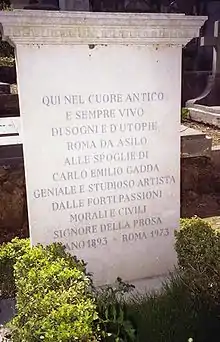 QUI NEL CUORE ANTICO
E SEMPRE VIVO
DI SOGNI E D'UTOPIE
ROMA DA ASILO
ALLE SPOGLIE DI
CARLO EMILIO GADDA
GENIALE E STUDIOSO ARTISTA
DALLE FORTI PASSIONI
MORALI E CIVILI
SIGNORE DELLA PROSA
ANO 1893 - ROMA 1973